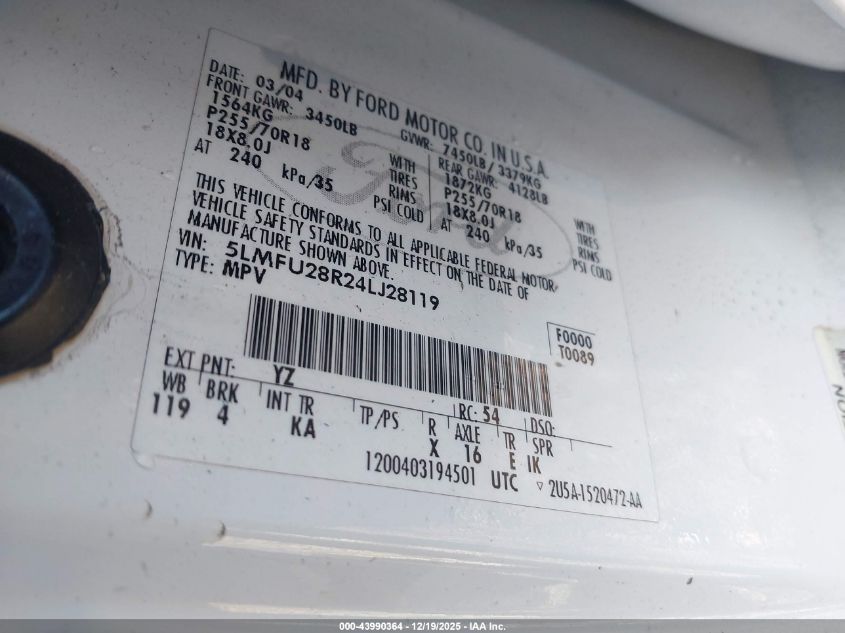 MFD. BY FORD MOTOR CO. IN U.S.A.
DATE: 03/04 GVWR: 7450LB / 3379KG
FRONT GAWR: 3450LB REAR GAWR: 4128LB
1564KG WITH 1872KG WITH
P255/70R18 TIRES P255/70R18 TIRES
18X8.0J RIMS 18X8.0J RIMS
AT 240 kPa/35 PSI COLD AT 240 kPa/35 PSI COLD
THIS VEHICLE CONFORMS TO ALL APPLICABLE FEDERAL MOTOR
VEHICLE SAFETY STANDARDS IN EFFECT ON THE DATE OF
MANUFACTURE SHOWN ABOVE.
VIN: 5LMFU28R24LJ28119
TYPE: MPV
F0000
T0089
EXT PNT: YZ RC: 54 DSO:
WB BRK INT TR TP/PS R AXLE TR SPR
119 4 KA X 16 E IK
1200403194501 UTC ▽ 2U5A-1520472-AA
Ford
000-43990364 - 12/19/2025 - IAA Inc.